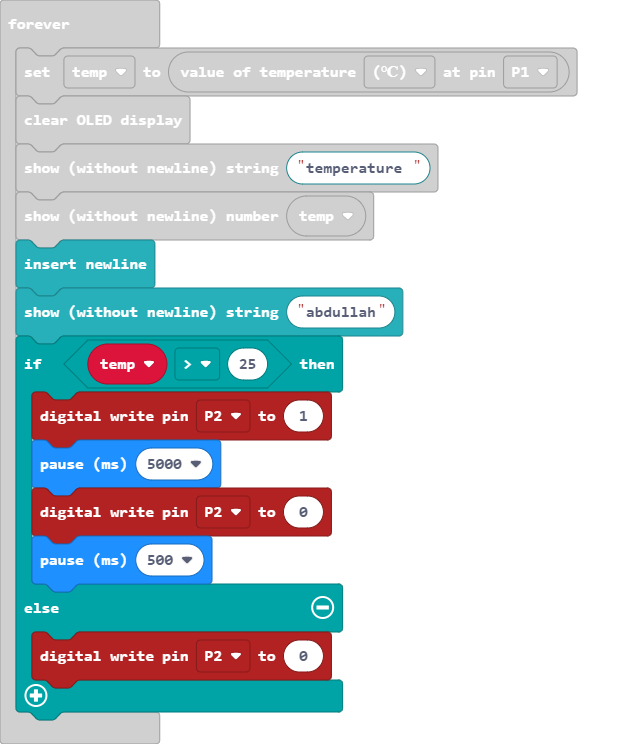 forever
set temp to value of temperature (℃) at pin P1
clear OLED display
show (without newline) string "temperature "
show (without newline) number temp
insert newline
show (without newline) string "abdullah"
if temp > 25 then
digital write pin P2 to 1
pause (ms) 5000
digital write pin P2 to 0
pause (ms) 500
else
digital write pin P2 to 0